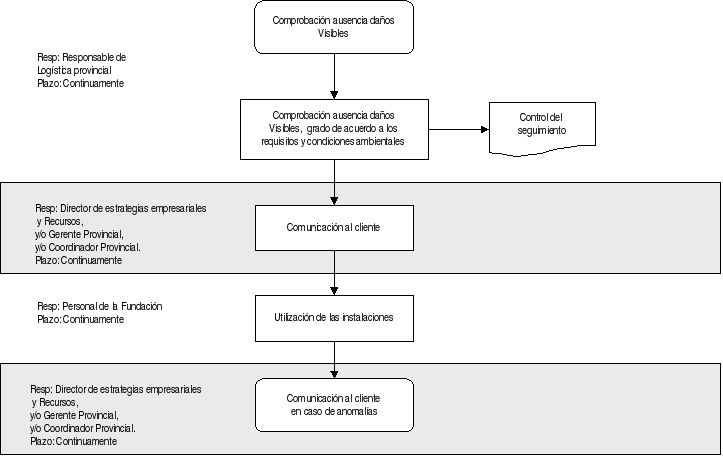 Comprobación ausencia daños
Visibles
Resp: Responsable de
Logística provincial
Plazo: Continuamente
Comprobación ausencia daños
Visibles, grado de acuerdo a los
requisitos y condiciones ambientales
Control del
seguimiento
Resp: Director de estrategias empresariales
y Recursos,
y/o Gerente Provincial,
y/o Coordinador Provincial.
Plazo: Continuamente
Comunicación al cliente
Resp: Personal de la Fundación
Plazo: Continuamente
Utilización de las instalaciones
Resp: Director de estrategias empresariales
y Recursos,
y/o Gerente Provincial,
y/o Coordinador Provincial.
Plazo: Continuamente
Comunicación al cliente
en caso de anomalías